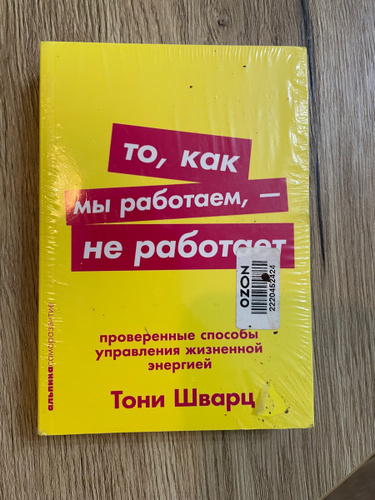 то, как
мы работаем, —
не работает
OZON
2220452424
проверенные способы
управления жизненной
энергией
Тони Шварц
альпина.саморазвитие